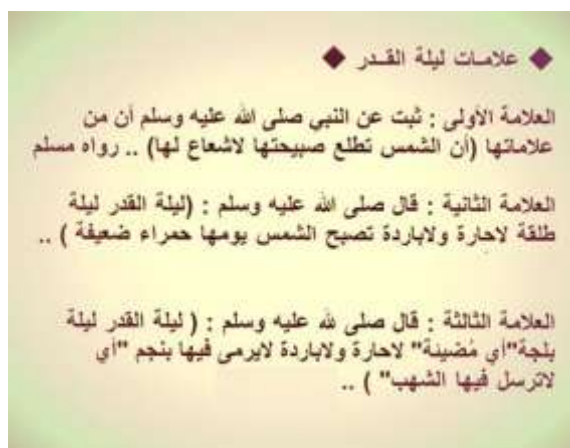 ◆ علامـات ليلة القـدر ◆
العلامة الأولى : ثبت عن النبي صلى الله عليه وسلم أن من
علاماتها (أن الشمس تطلع صبيحتها لاشعاع لها) .. رواه مسلم
العلامة الثانية : قال صلى الله عليه وسلم : (ليلة القدر ليلة
طلقة لاحارة ولاباردة تصبح الشمس يومها حمراء ضعيفة ) ..
العلامة الثالثة : قال صلى لله عليه وسلم : ( ليلة القدر ليلة
بلجة"أي مُضيئة" لاحارة ولاباردة لايرمى فيها بنجم "أي
لاترسل فيها الشهب" ) ..